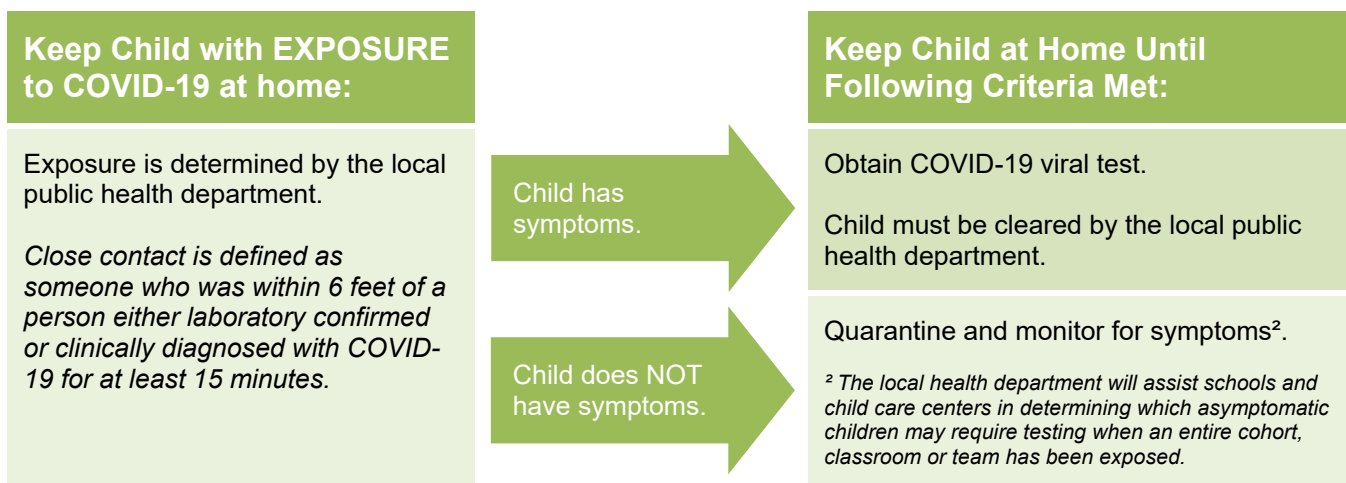 Keep Child with EXPOSURE
to COVID-19 at home:
Exposure is determined by the local
public health department.
Close contact is defined as
someone who was within 6 feet of a
person either laboratory confirmed
or clinically diagnosed with COVID-
19 for at least 15 minutes.
Child has
symptoms.
Child does NOT
have symptoms.
Keep Child at Home Until
Following Criteria Met:
Obtain COVID-19 viral test.
Child must be cleared by the local public
health department.
Quarantine and monitor for symptoms².
² The local health department will assist schools and
child care centers in determining which asymptomatic
children may require testing when an entire cohort,
classroom or team has been exposed.